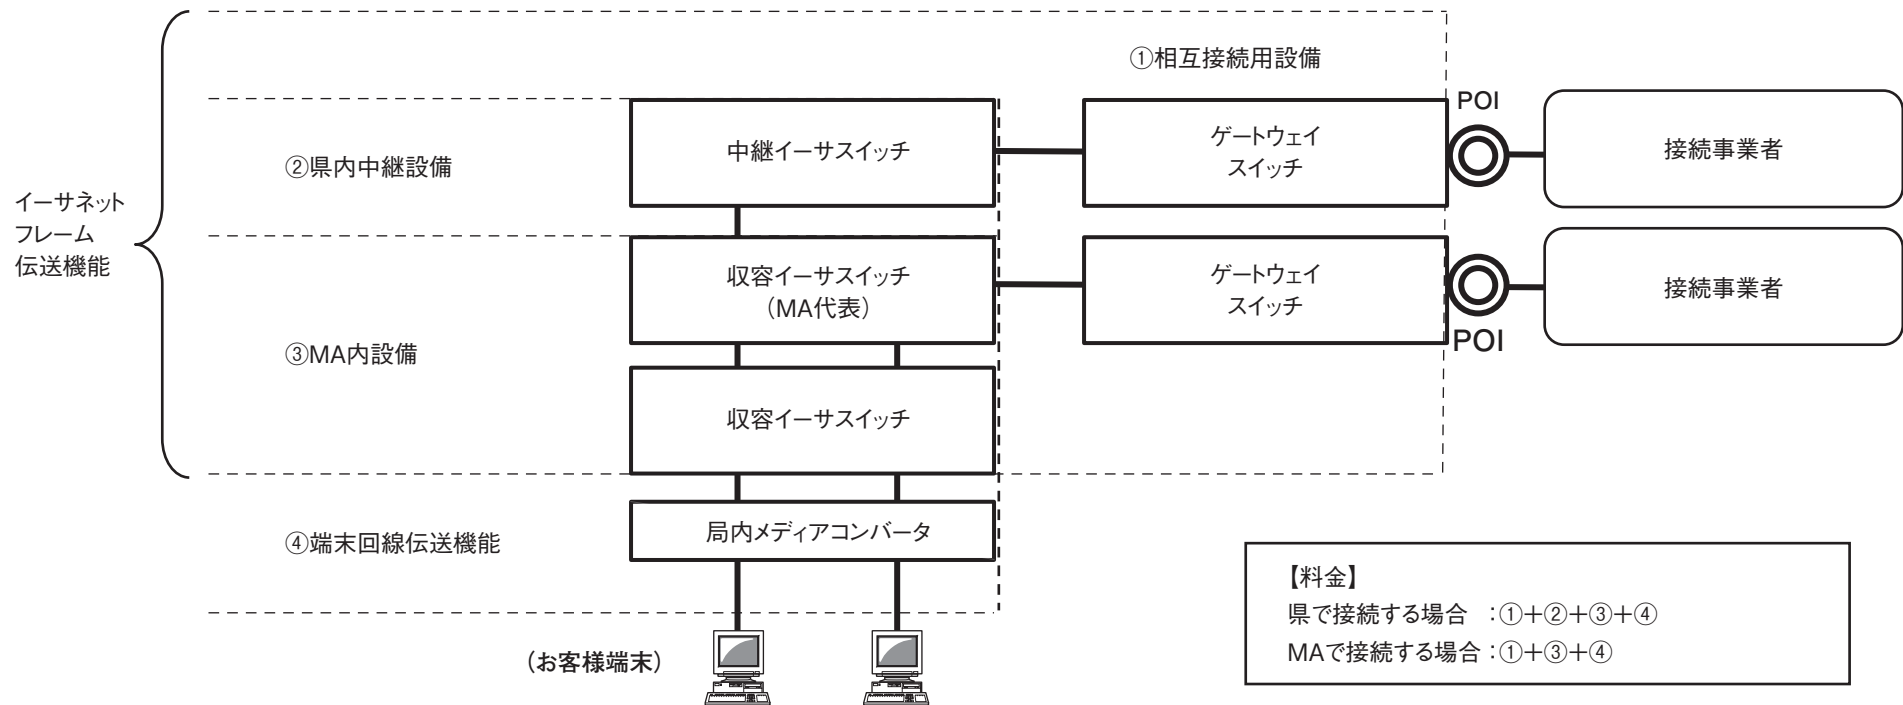 ①相互接続用設備
POI
中継イーサスイッチ
ゲートウェイ
スイッチ
接続事業者
②県内中継設備
イーサネット
フレーム
伝送機能
収容イーサスイッチ
（MA代表）
ゲートウェイ
スイッチ
接続事業者
POI
③MA内設備
収容イーサスイッチ
④端末回線伝送機能
局内メディアコンバータ
（お客様端末）
【料金】
県で接続する場合 ：①＋②＋③＋④
MAで接続する場合：①＋③＋④